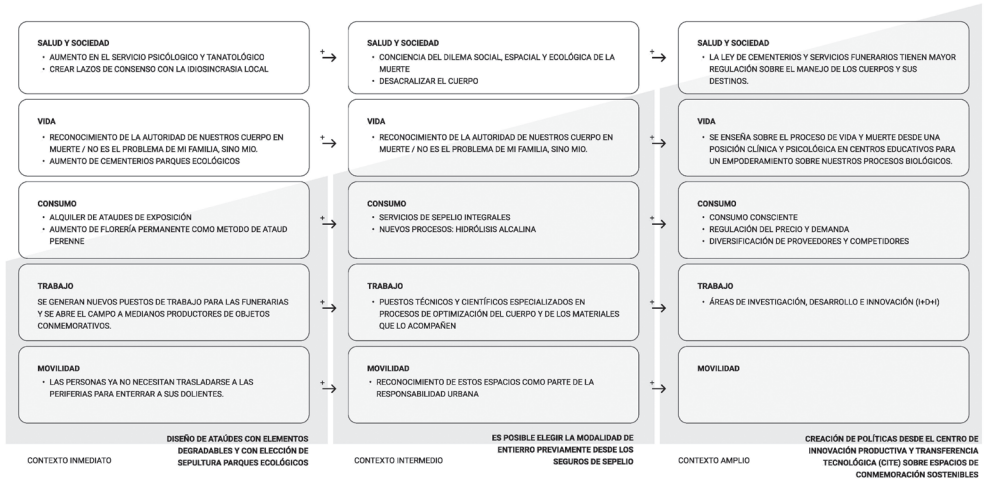 SALUD Y SOCIEDAD
• AUMENTO EN EL SERVICIO PSICÓLOGICO Y TANATOLÓGICO
• CREAR LAZOS DE CONSENSO CON LA IDIOSINCRASIA LOCAL
+
SALUD Y SOCIEDAD
• CONCIENCIA DEL DILEMA SOCIAL, ESPACIAL Y ECOLÓGICA DE LA
MUERTE
• DESACRALIZAR EL CUERPO
+
SALUD Y SOCIEDAD
• LA LEY DE CEMENTERIOS Y SERVICIOS FUNERARIOS TIENEN MAYOR
REGULACIÓN SOBRE EL MANEJO DE LOS CUERPOS Y SUS
DESTINOS.
VIDA
• RECONOCIMIENTO DE LA AUTORIDAD DE NUESTROS CUERPO EN
MUERTE / NO ES EL PROBLEMA DE MI FAMILIA, SINO MIO.
• AUMENTO DE CEMENTERIOS PARQUES ECOLÓGICOS
+
VIDA
• RECONOCIMIENTO DE LA AUTORIDAD DE NUESTROS CUERPO EN
MUERTE / NO ES EL PROBLEMA DE MI FAMILIA, SINO MIO.
+
VIDA
• SE ENSEÑA SOBRE EL PROCESO DE VIDA Y MUERTE DESDE UNA
POSICIÓN CLÍNICA Y PSICOLÓGICA EN CENTROS EDUCATIVOS PARA
UN EMPODERAMIENTO SOBRE NUESTROS PROCESOS BIOLÓGICOS.
CONSUMO
• ALQUILER DE ATAUDES DE EXPOSICIÓN
• AUMENTO DE FLORERÍA PERMANENTE COMO METODO DE ATAUD
PERENNE
+
CONSUMO
• SERVICIOS DE SEPELIO INTEGRALES
• NUEVOS PROCESOS: HIDRÓLISIS ALCALINA
+
CONSUMO
• CONSUMO CONSCIENTE
• REGULACIÓN DEL PRECIO Y DEMANDA
• DIVERSIFICACIÓN DE PROVEEDORES Y COMPETIDORES
TRABAJO
SE GENERAN NUEVOS PUESTOS DE TRABAJO PARA LAS FUNERARIAS
Y SE ABRE EL CAMPO A MEDIANOS PRODUCTORES DE OBJETOS
CONMEMORATIVOS.
+
TRABAJO
• PUESTOS TÉCNICOS Y CIENTÍFICOS ESPECIALIZADOS EN
PROCESOS DE OPTIMIZACIÓN DEL CUERPO Y DE LOS MATERIALES
QUE LO ACOMPAÑEN
+
TRABAJO
• ÁREAS DE INVESTIGACIÓN, DESARROLLO E INNOVACIÓN (I+D+I)
MOVILIDAD
• LAS PERSONAS YA NO NECESITAN TRASLADARSE A LAS
PERIFERIAS PARA ENTERRAR A SUS DOLIENTES.
+
MOVILIDAD
• RECONOCIMIENTO DE ESTOS ESPACIOS COMO PARTE DE LA
RESPONSABILIDAD URBANA
+
MOVILIDAD
CONTEXTO INMEDIATO
DISEÑO DE ATAÚDES CON ELEMENTOS
DEGRADABLES Y CON ELECCIÓN DE
SEPULTURA PARQUES ECOLÓGICOS
CONTEXTO INTERMEDIO
ES POSIBLE ELEGIR LA MODALIDAD DE
ENTIERRO PREVIAMENTE DESDE LOS
SEGUROS DE SEPELIO
CONTEXTO AMPLIO
CREACIÓN DE POLÍTICAS DESDE EL CENTRO DE
INNOVACIÓN PRODUCTIVA Y TRANSFERENCIA
TECNOLÓGICA (CITE) SOBRE ESPACIOS DE
CONMEMORACIÓN SOSTENIBLES